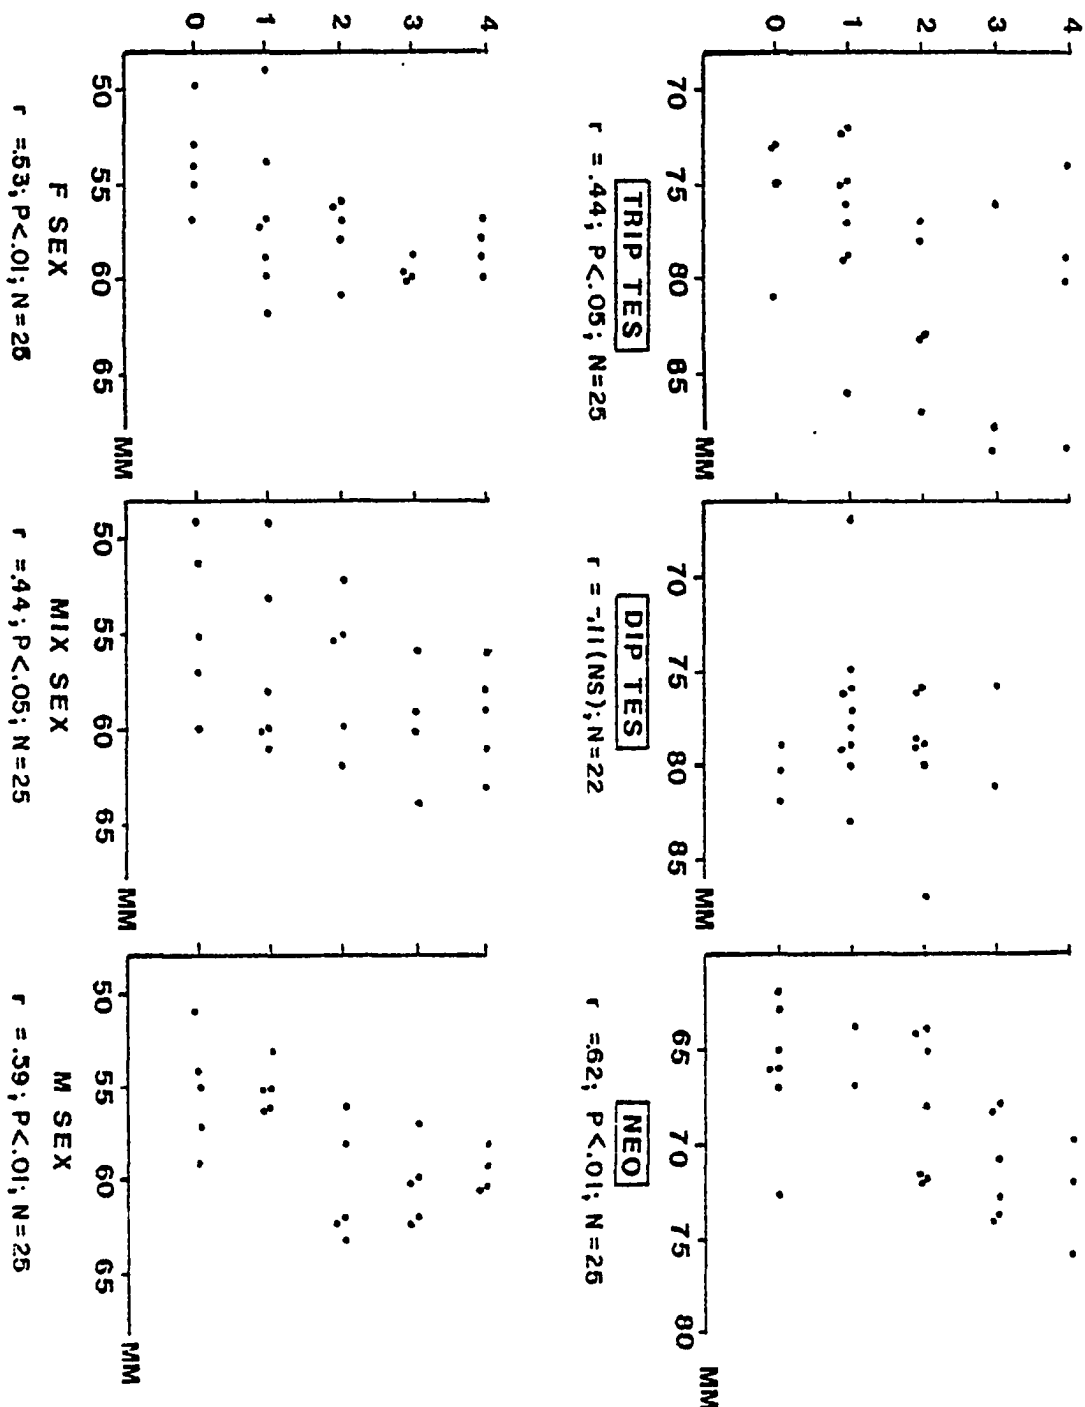 4
3
2
1
0
70 75 80 85 MM
70 75 80 85 MM
65 70 75 80 MM
TRIP TES
DIP TES
NEO
r =.44; P<.05; N=25
r = -.11(NS); N=22
r =.62; P<.01; N=25
4
3
2
1
0
50 55 60 65 MM
50 55 60 65 MM
50 55 60 65 MM
F SEX
MIX SEX
M SEX
r =.53; P<.01; N=25
r =.44; P<.05; N=25
r =.59; P<.01; N=25